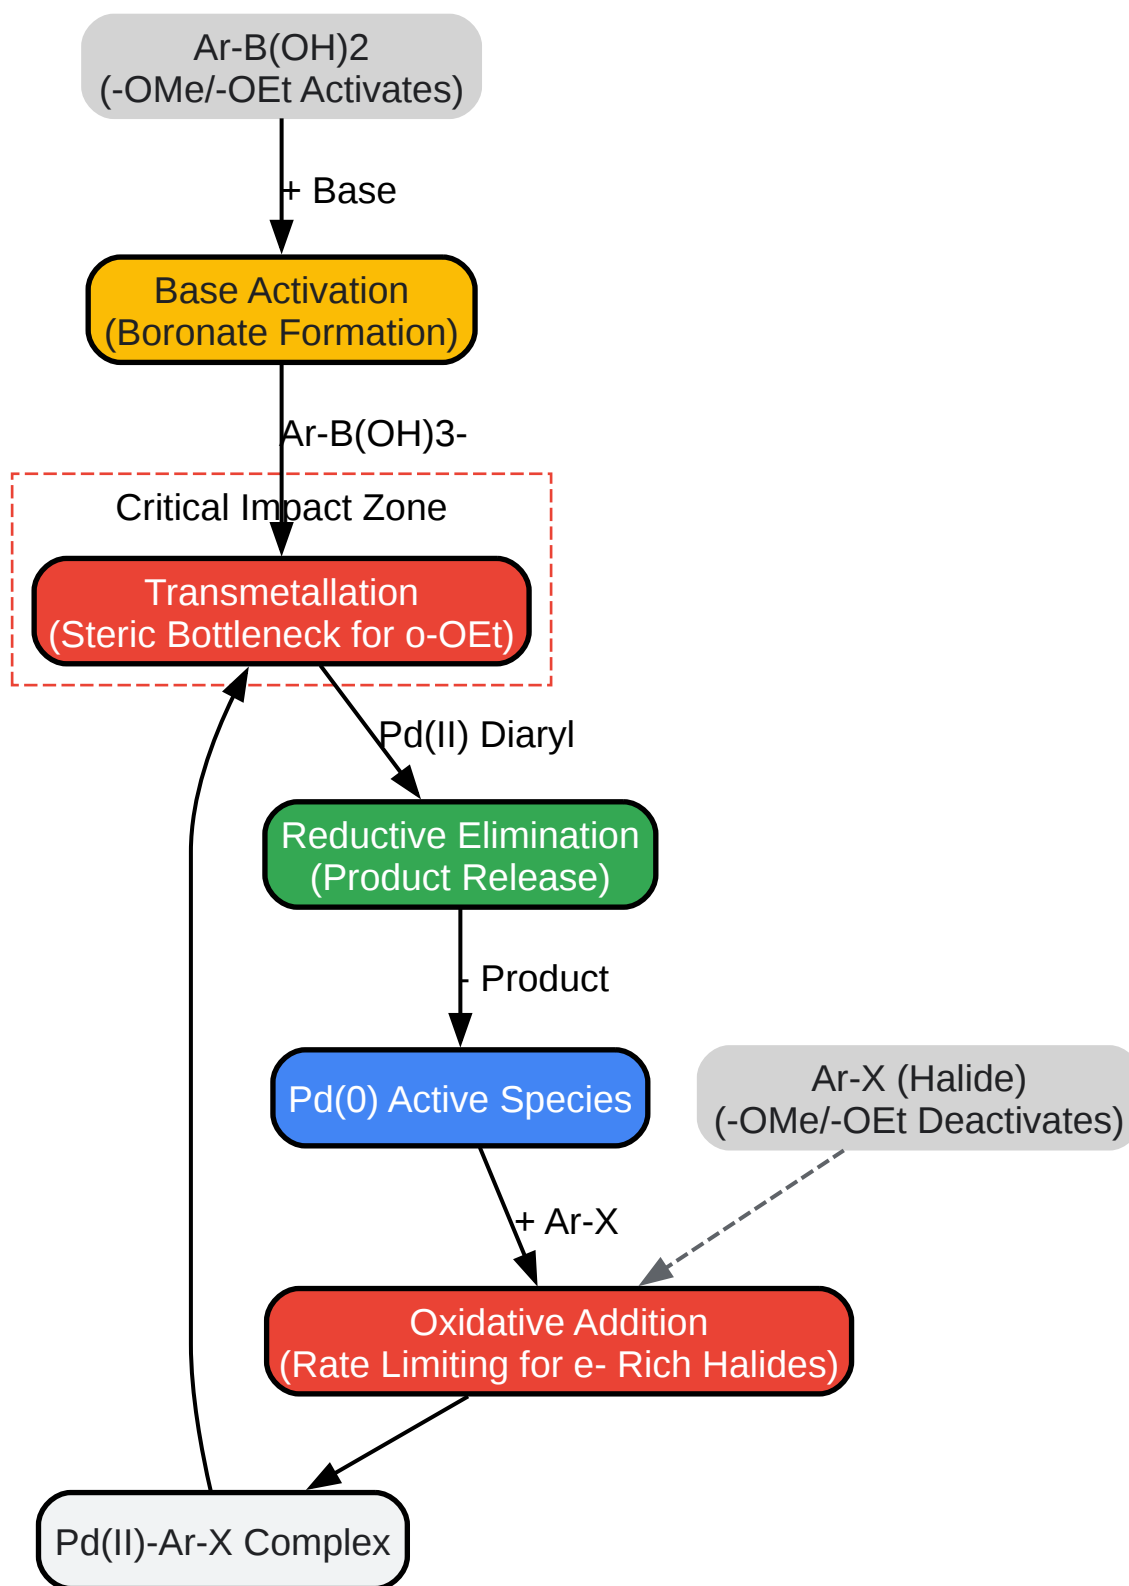 Ar-B(OH)2
(-OMe/-OEt Activates)
+ Base
Base Activation
(Boronate Formation)
Ar-B(OH)3-
Critical Impact Zone
Transmetallation
(Steric Bottleneck for o-OEt)
Pd(II) Diaryl
Reductive Elimination
(Product Release)
- Product
Pd(0) Active Species
Ar-X (Halide)
(-OMe/-OEt Deactivates)
+ Ar-X
Oxidative Addition
(Rate Limiting for e- Rich Halides)
Pd(II)-Ar-X Complex